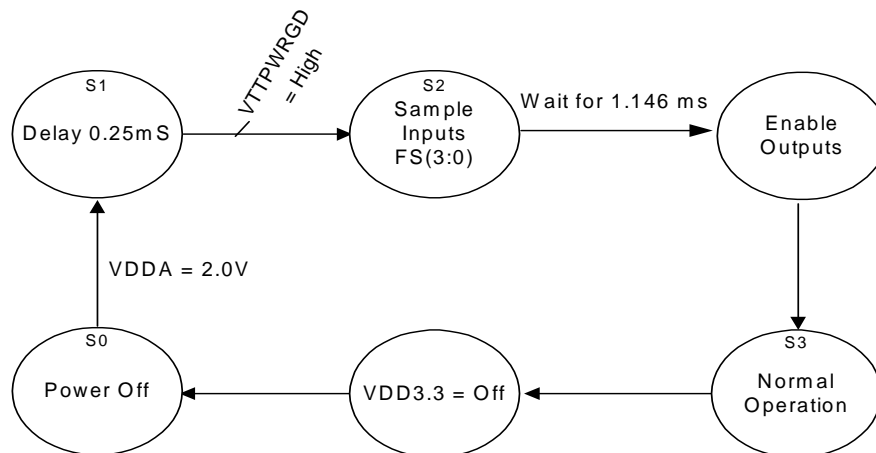 S1
Delay 0.25mS
VTTPWRGD
= High
S2
Sample
Inputs
FS(3:0)
Wait for 1.146 ms
Enable
Outputs
VDDA = 2.0V
S0
Power Off
VDD3.3 = Off
S3
Normal
Operation